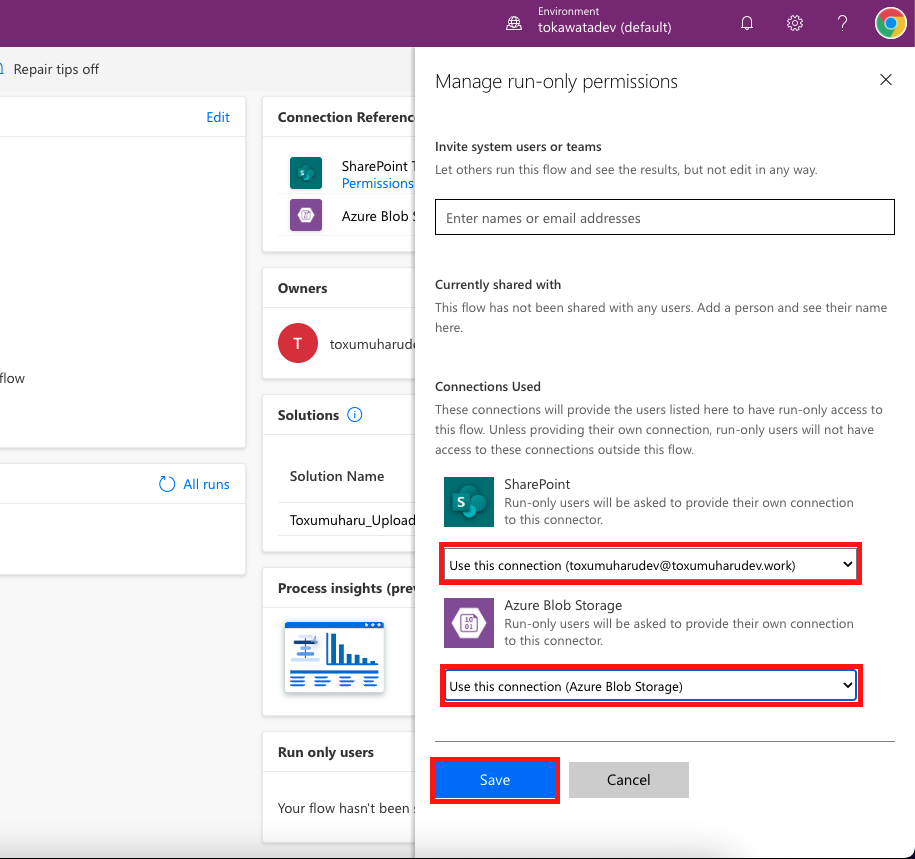 Environment
tokawatadev (default)
Repair tips off
Edit
flow
All runs
Connection Referenc
SharePoint
Permissions
Azure Blob
Owners
T
toxumuharude
Solutions
Solution Name
Toxumuharu_Upload
Process insights (prev
Run only users
Your flow hasn't been
Manage run-only permissions
Invite system users or teams
Let others run this flow and see the results, but not edit in any way.
Enter names or email addresses
Currently shared with
This flow has not been shared with any users. Add a person and see their name
here.
Connections Used
These connections will provide the users listed here to have run-only access to
this flow. Unless providing their own connection, run-only users will not have
access to these connections outside this flow.
S
SharePoint
Run-only users will be asked to provide their own connection
to this connector.
Use this connection (toxumuharudev@toxumuharudev.work)
10
01
Azure Blob Storage
Run-only users will be asked to provide their own connection
to this connector.
Use this connection (Azure Blob Storage)
Save
Cancel